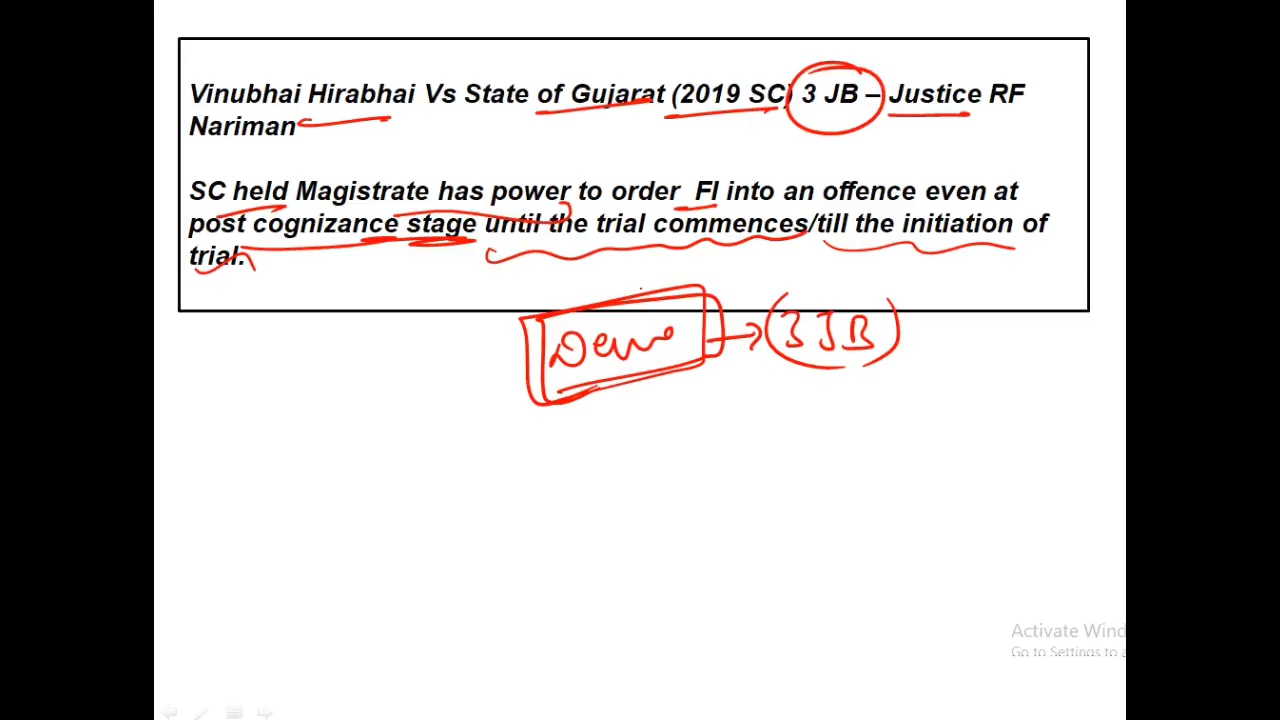 Vinubhai Hirabhai Vs State of Gujarat (2019 SC) 3 JB – Justice RF
Nariman
SC held Magistrate has power to order FI into an offence even at
post cognizance stage until the trial commences/till the initiation of
trial.
3 JB
Activate Wind
Go to Settings to a